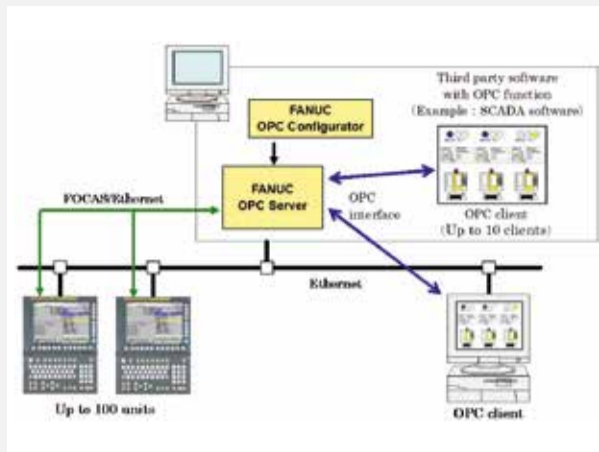 Third party software
with OPC function
(Example : SCADA software)
FANUC
OPC Configurator
FANUC
OPC Server
FOCAS/Ethernet
OPC
interface
OPC client
(Up to 10 clients)
Ethernet
Up to 100 units
OPC client